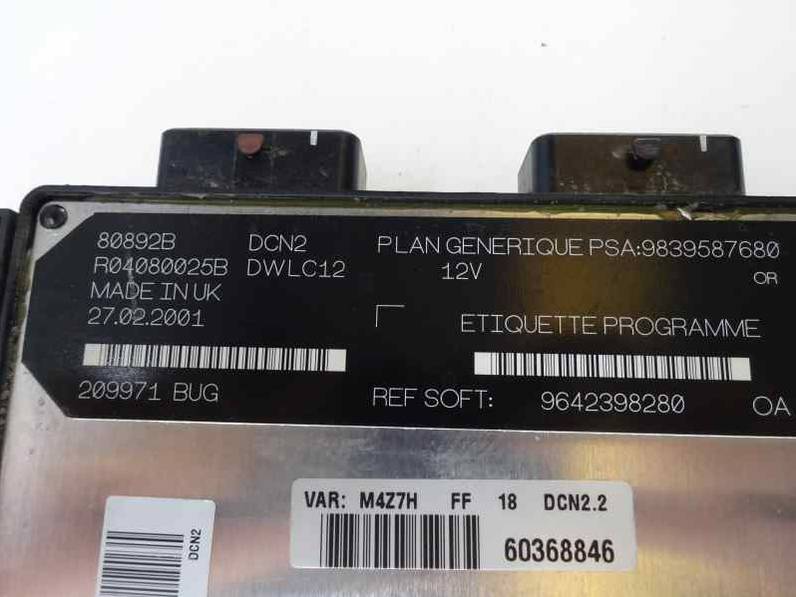 80892B DCN2 PLAN GENERIQUE PSA:9839587680
R04080025B DWLC12 12V OR
MADE IN UK
27.02.2001 ETIQUETTE PROGRAMME
209971 BUG REF SOFT: 9642398280 OA
VAR: M4Z7H FF 18 DCN2.2
60368846
DCN2